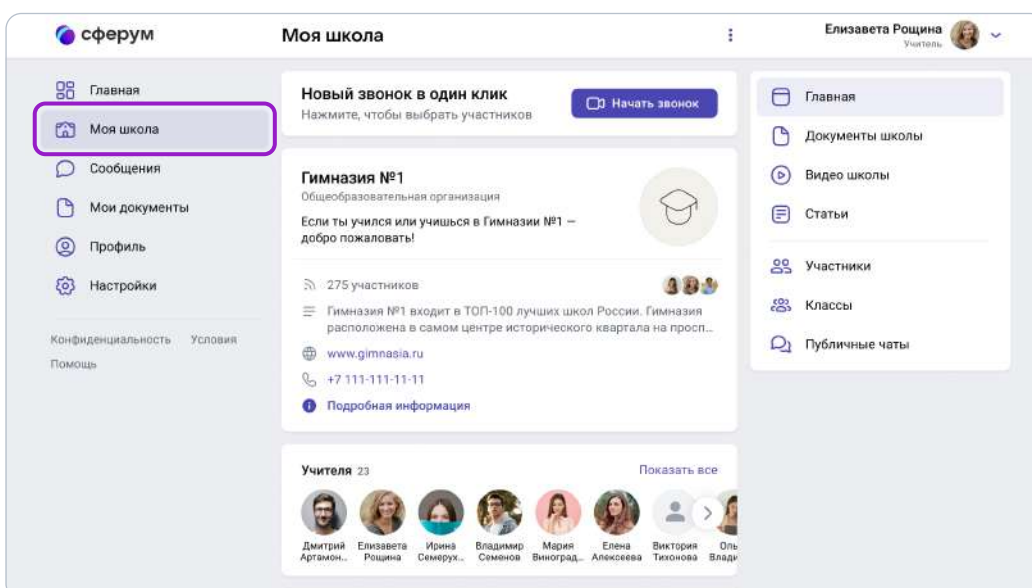 сферум
Моя школа
Елизавета Рощина
Учитель
Главная
Моя школа
Сообщения
Мои документы
Профиль
Настройки
Конфиденциальность Условия
Помощь
Новый звонок в один клик
Нажмите, чтобы выбрать участников
Начать звонок
Гимназия №1
Общеобразовательная организация
Если ты учился или учишься в Гимназии №1 —
добро пожаловать!
275 участников
Гимназия №1 входит в ТОП-100 лучших школ России. Гимназия
расположена в самом центре исторического квартала на просп...
www.gimnasia.ru
+7 111-111-11-11
Подробная информация
Учителя 23
Показать все
Дмитрий Артамон...
Елизавета Рощина
Ирина Семерух...
Владимир Семенов
Мария Виноград...
Елена Алексеева
Виктория Тихонова
Оль Влади
Главная
Документы школы
Видео школы
Статьи
Участники
Классы
Публичные чаты